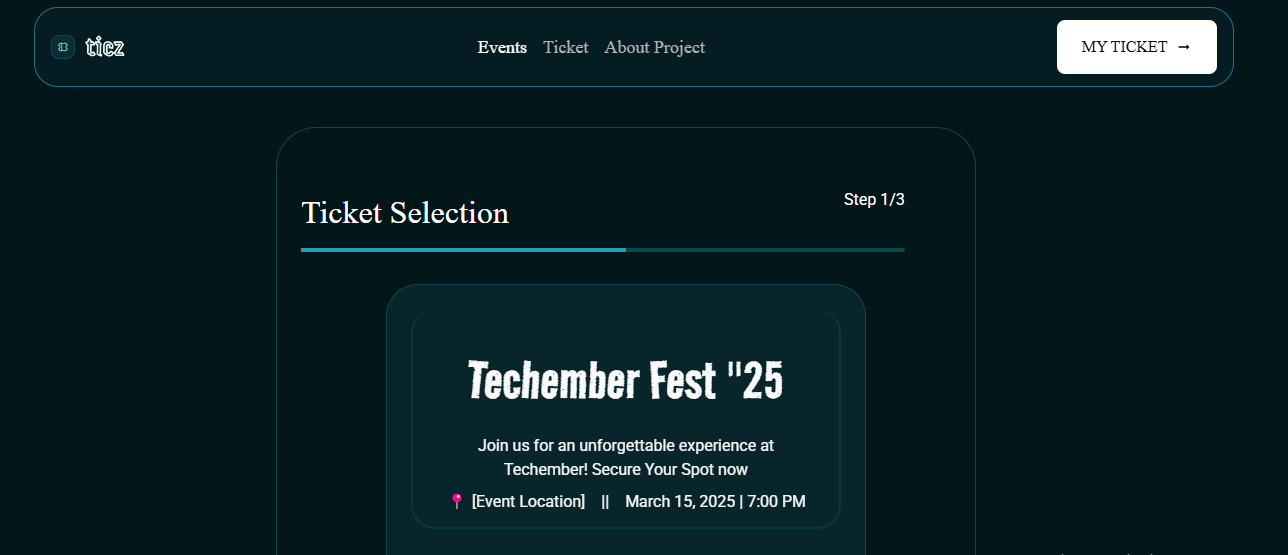 ticz
Events Ticket About Project
MY TICKET →
Ticket Selection
Step 1/3
Techember Fest "25
Join us for an unforgettable experience at
Techember! Secure Your Spot now
📍 [Event Location] || March 15, 2025 | 7:00 PM